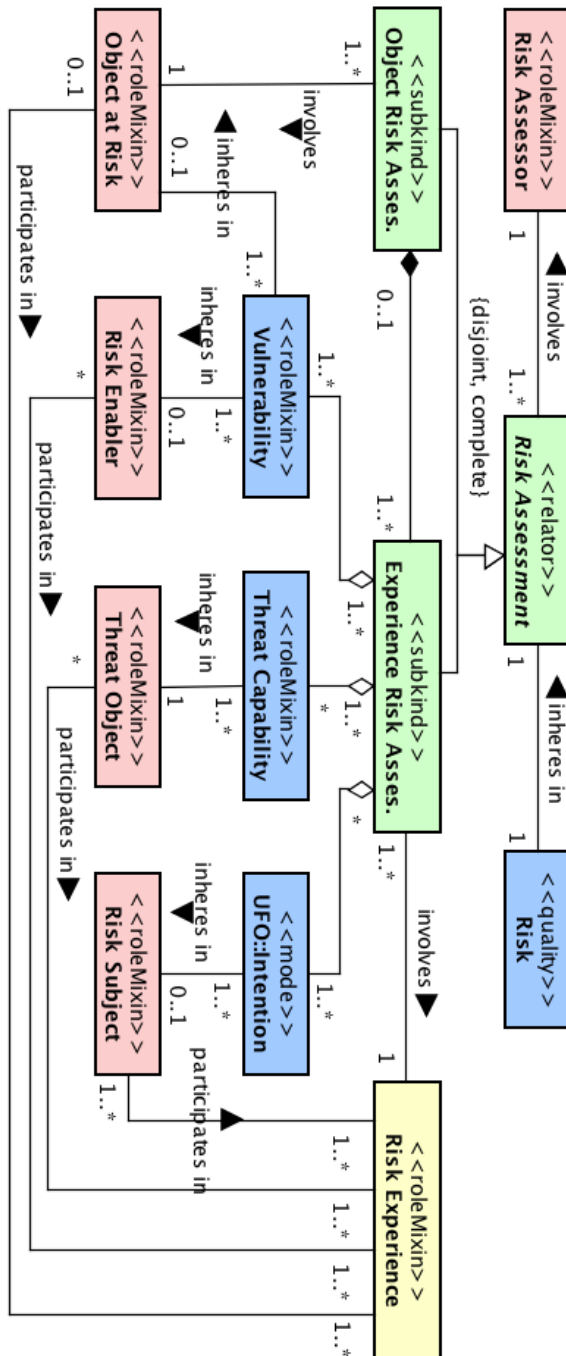 <<roleMixin>>
Risk Assessor
1
involves
1..*
<<relator>>
Risk Assessment
1
inheres in
1
<<quality>>
Risk
{disjoint, complete}
<<subkind>>
Object Risk Asses.
0..1
1..*
<<subkind>>
Experience Risk Asses.
1..*
involves
1
<<roleMixin>>
Risk Experience
1..*
involves
1
1..*
1..*
*
1..*
*
1..*
1..*
inheres in
0..1
<<roleMixin>>
Vulnerability
<<roleMixin>>
Threat Capability
<<mode>>
UFO::Intention
1..*
inheres in
0..1
1..*
inheres in
1
1..*
inheres in
0..1
<<roleMixin>>
Object at Risk
<<roleMixin>>
Risk Enabler
<<roleMixin>>
Threat Object
<<roleMixin>>
Risk Subject
1..*
participates in
1..*
1..*
1..*
1..*
0..1
participates in
*
participates in
*
participates in